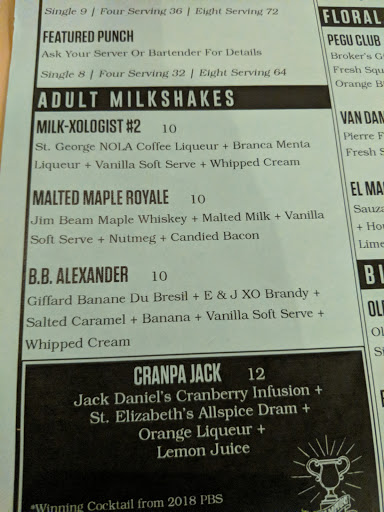 Single 9 | Four Serving 36 | Eight Serving 72
FEATURED PUNCH
Ask Your Server Or Bartender For Details
Single 8 | Four Serving 32 | Eight Serving 64
ADULT MILKSHAKES
MILK-XOLOGIST #2 10
St. George NOLA Coffee Liqueur + Branca Menta
Liqueur + Vanilla Soft Serve + Whipped Cream
MALTED MAPLE ROYALE 10
Jim Beam Maple Whiskey + Malted Milk + Vanilla
Soft Serve + Nutmeg + Candied Bacon
B.B. ALEXANDER 10
Giffard Banane Du Bresil + E & J XO Brandy +
Salted Caramel + Banana + Vanilla Soft Serve +
Whipped Cream
CRANPA JACK 12
Jack Daniel's Cranberry Infusion +
St. Elizabeth's Allspice Dram +
Orange Liqueur +
Lemon Juice
*Winning Cocktail from 2018 PBS
FLORAL
PEGU CLUB
Broker's G
Fresh Squ
Orange B
VAN DAN
Pierre F
Fresh S
EL MA
Sauza
+ Hou
Lime
B
OL
Ol
S